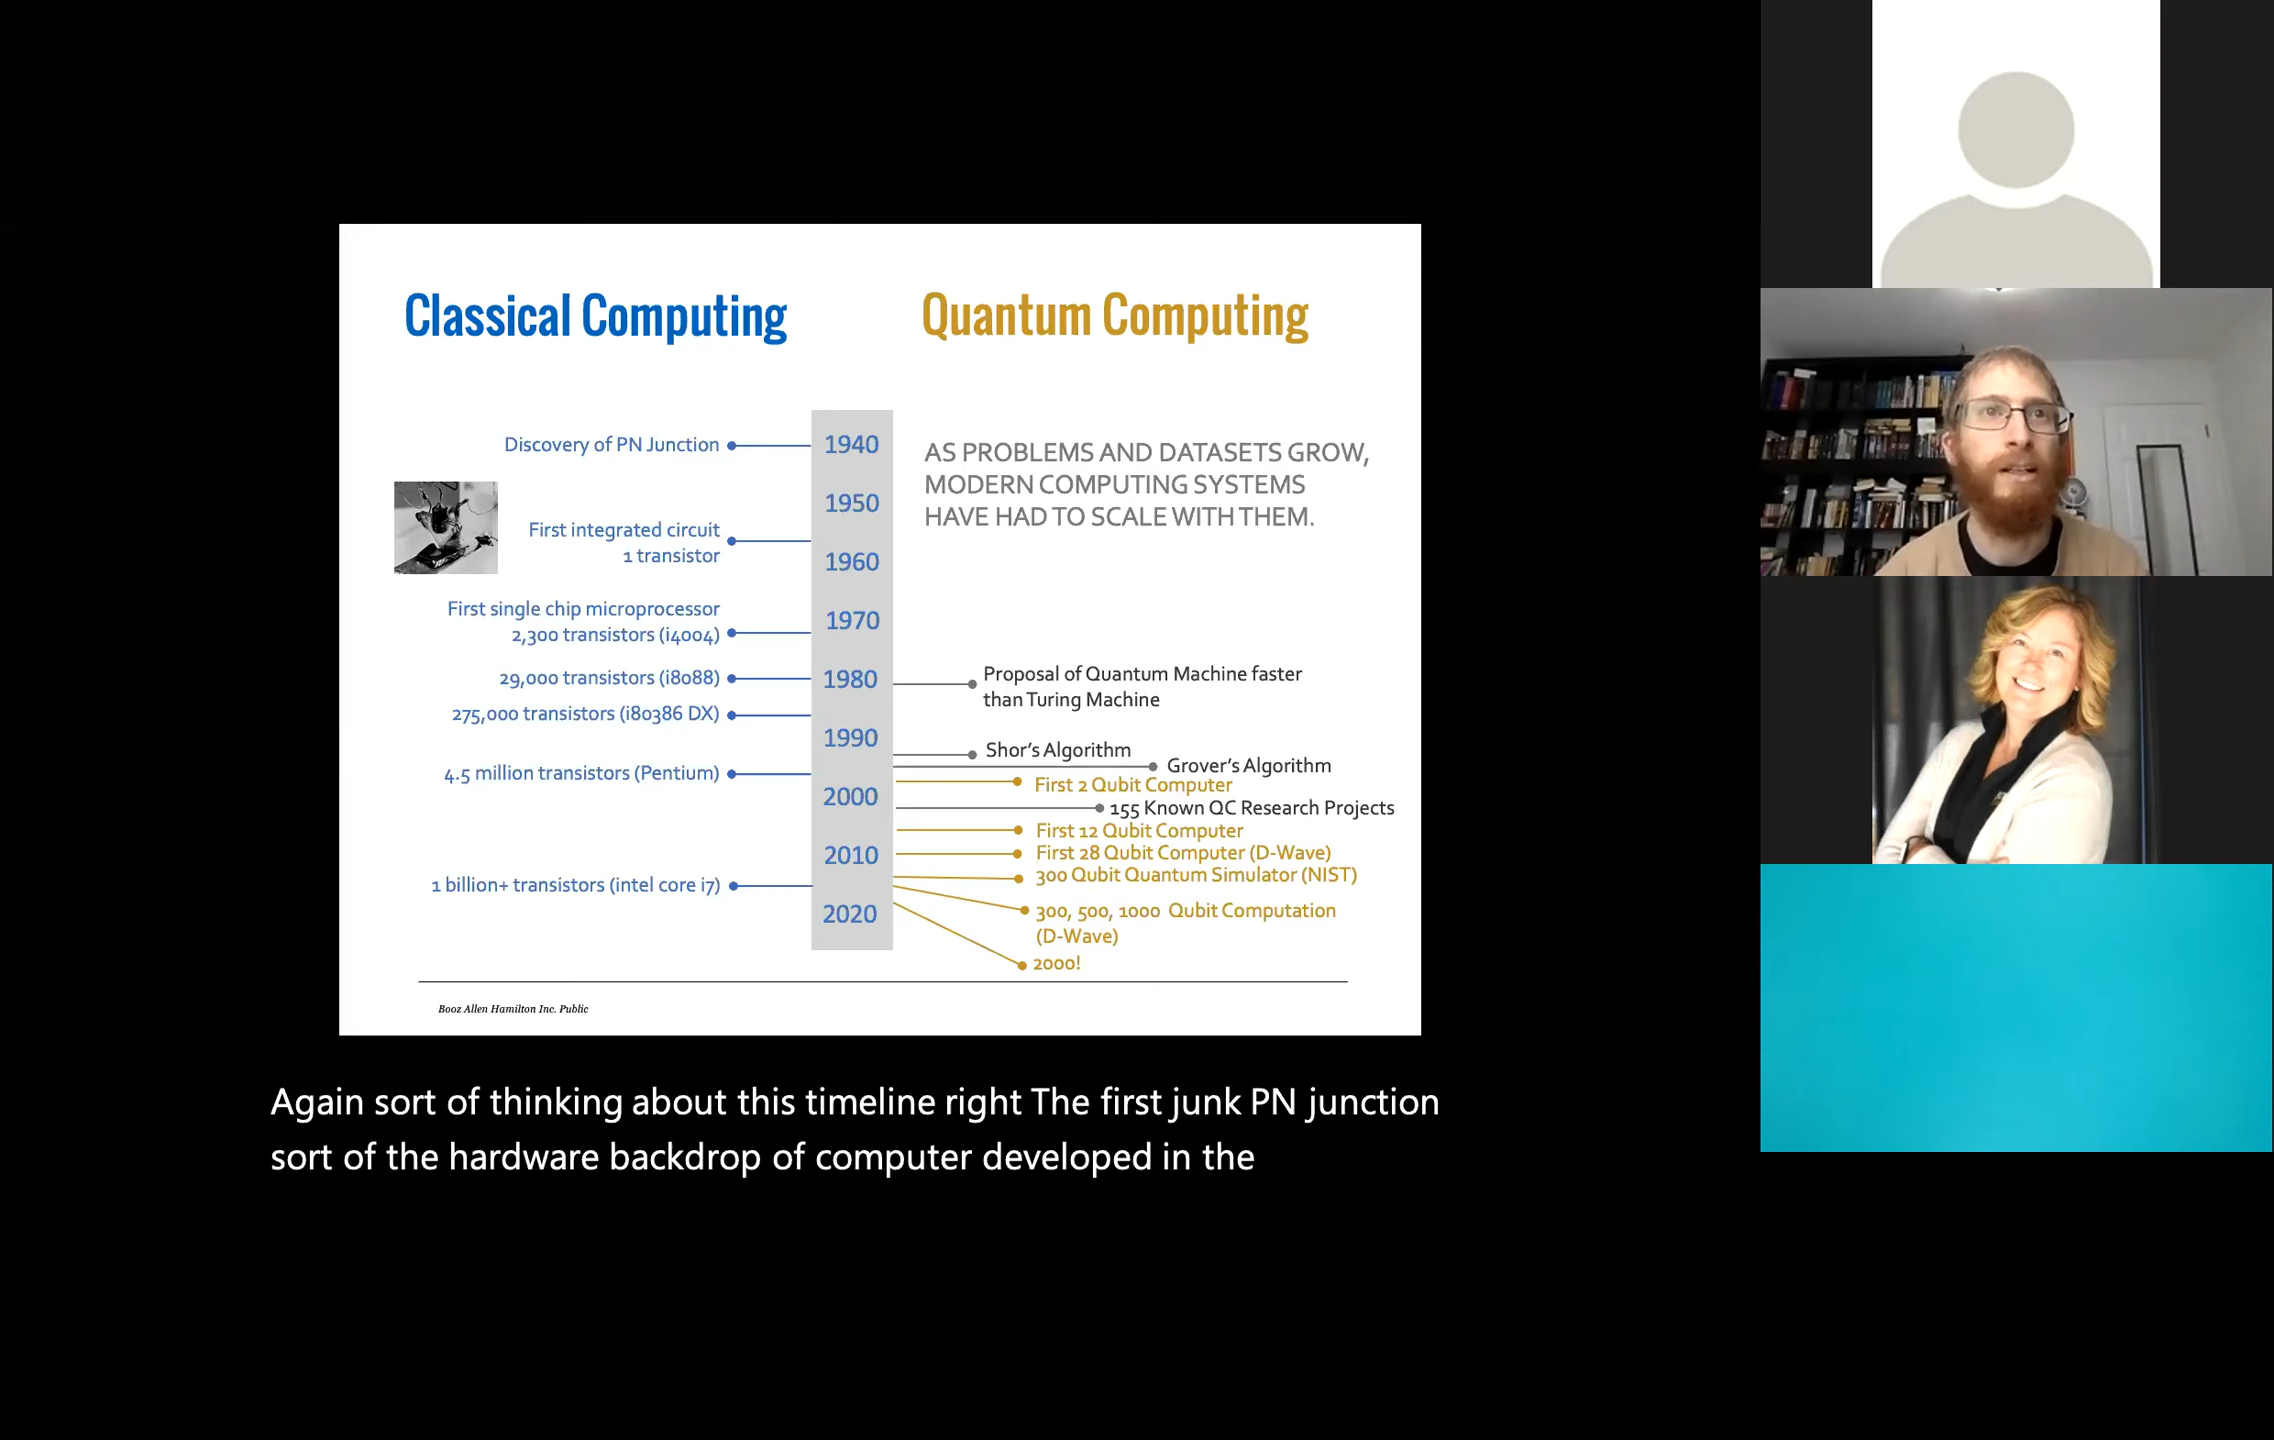 Classical Computing
Quantum Computing
Discovery of PN Junction
First integrated circuit
1 transistor
First single chip microprocessor
2,300 transistors (i4004)
29,000 transistors (i8088)
275,000 transistors (i80386 DX)
4.5 million transistors (Pentium)
1 billion+ transistors (intel core i7)
1940
1950
1960
1970
1980
1990
2000
2010
2020
AS PROBLEMS AND DATASETS GROW,
MODERN COMPUTING SYSTEMS
HAVE HAD TO SCALE WITH THEM.
Proposal of Quantum Machine faster
than Turing Machine
Shor's Algorithm
Grover's Algorithm
First 2 Qubit Computer
155 Known QC Research Projects
First 12 Qubit Computer
First 28 Qubit Computer (D-Wave)
300 Qubit Quantum Simulator (NIST)
300, 500, 1000 Qubit Computation
(D-Wave)
2000!
Booz Allen Hamilton Inc. Public
Again sort of thinking about this timeline right The first junk PN junction
sort of the hardware backdrop of computer developed in the